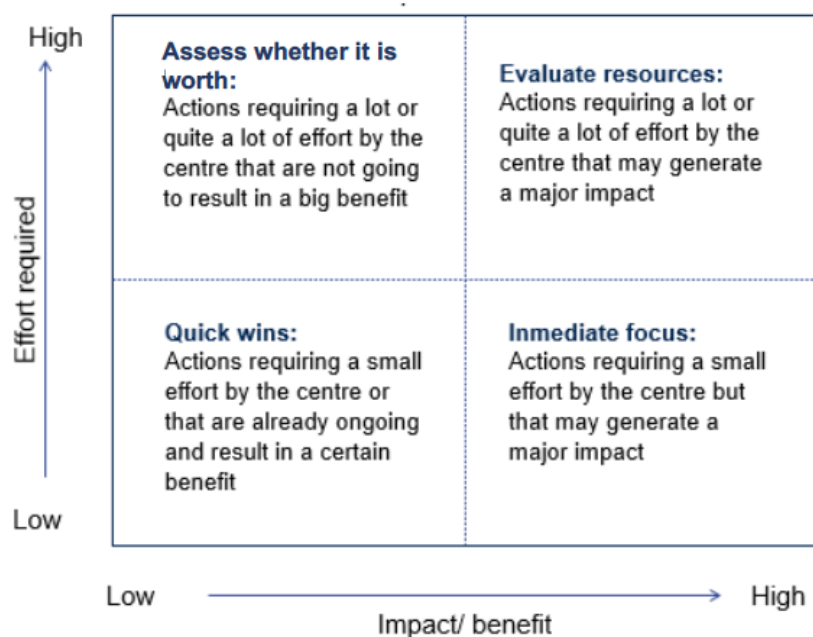 High
Assess whether it is
worth:
Actions requiring a lot or
quite a lot of effort by the
centre that are not going
to result in a big benefit
Evaluate resources:
Actions requiring a lot or
quite a lot of effort by the
centre that may generate
a major impact
Effort required
Quick wins:
Actions requiring a small
effort by the centre or
that are already ongoing
and result in a certain
benefit
Inmediate focus:
Actions requiring a small
effort by the centre but
that may generate a
major impact
Low
Low
High
Impact/ benefit